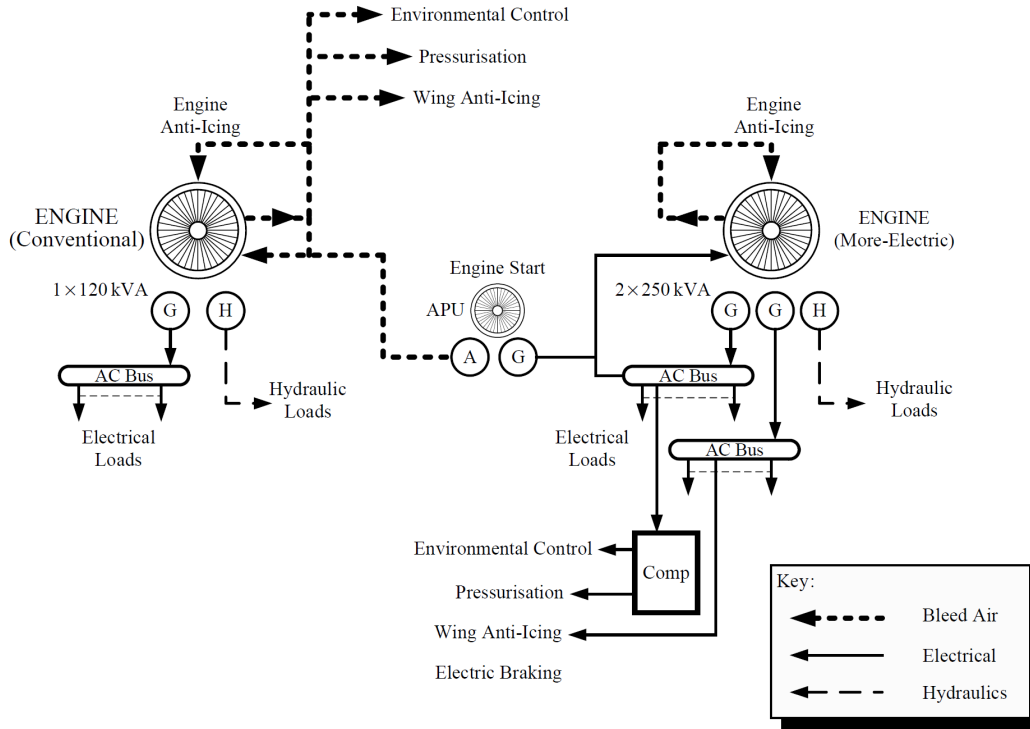 Environmental Control
Pressurisation
Wing Anti-Icing
Engine
Anti-Icing
ENGINE
(Conventional)
1 × 120 kVA
G
H
AC Bus
Electrical
Loads
Hydraulic
Loads
Engine Start
APU
A
G
Engine
Anti-Icing
ENGINE
(More-Electric)
2 × 250 kVA
G
G
H
AC Bus
Electrical
Loads
Hydraulic
Loads
AC Bus
Comp
Environmental Control
Pressurisation
Wing Anti-Icing
Electric Braking
Key:
Bleed Air
Electrical
Hydraulics